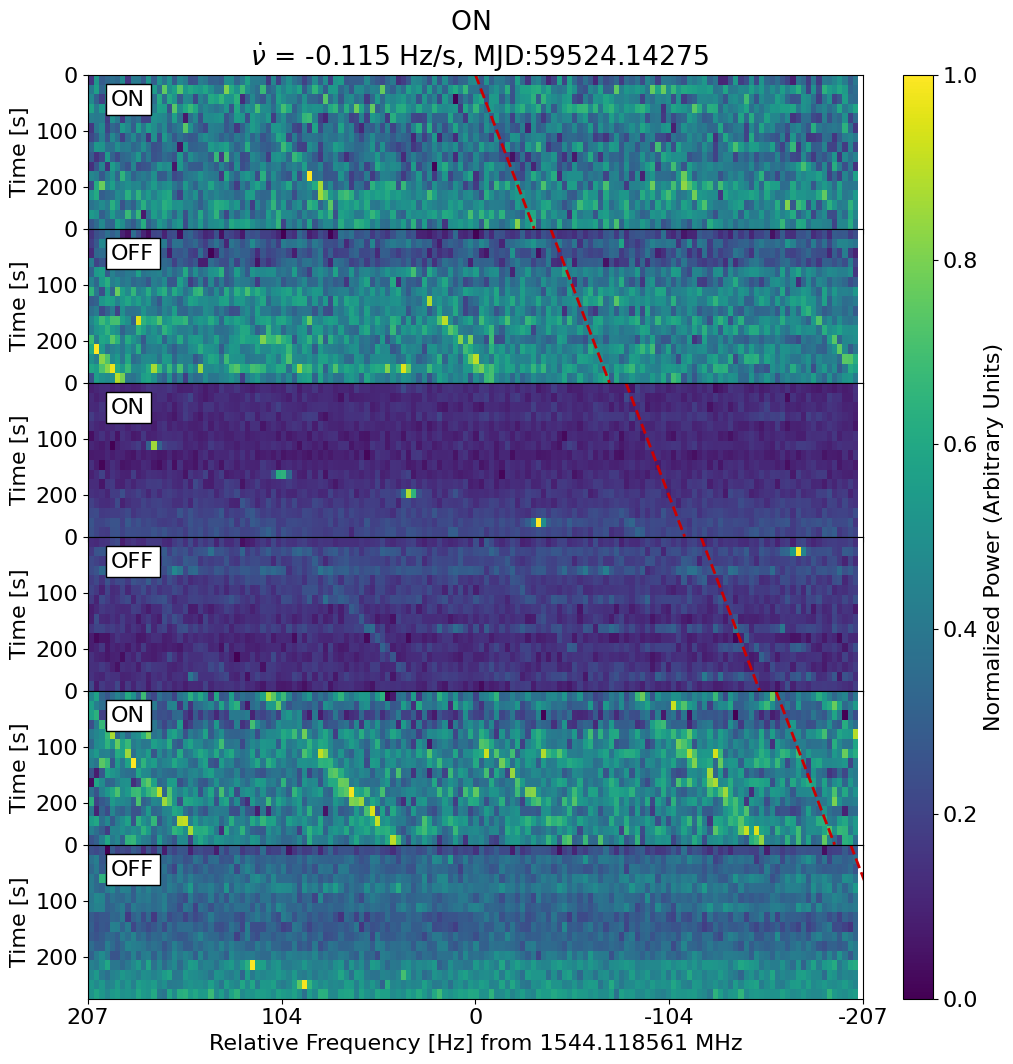 ON
ν̇ = -0.115 Hz/s, MJD:59524.14275
ON
OFF
ON
OFF
ON
OFF
Time [s]
0
100
200
Time [s]
0
100
200
Time [s]
0
100
200
Time [s]
0
100
200
Time [s]
0
100
200
Time [s]
0
100
200
207
104
0
-104
-207
Relative Frequency [Hz] from 1544.118561 MHz
1.0
0.8
0.6
0.4
0.2
0.0
Normalized Power (Arbitrary Units)